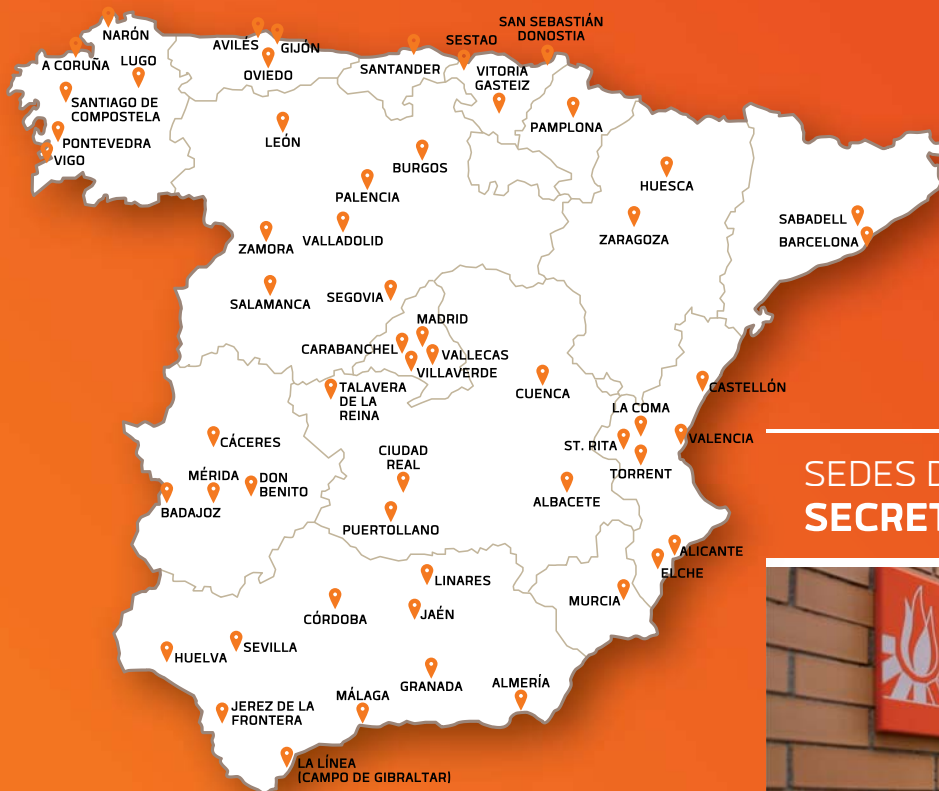 NARÓN
A CORUÑA
LUGO
SANTIAGO DE
COMPOSTELA
PONTEVEDRA
VIGO
AVILÉS
GIJÓN
OVIEDO
SANTANDER
SESTAO
SAN SEBASTIÁN
DONOSTIA
VITORIA
GASTEIZ
PAMPLONA
LEÓN
BURGOS
PALENCIA
HUESCA
ZAMORA
VALLADOLID
ZARAGOZA
SABADELL
BARCELONA
SALAMANCA
SEGOVIA
MADRID
CARABANCHEL
VALLECAS
VILLAVERDE
TALAVERA
DE LA
REINA
CUENCA
CASTELLÓN
LA COMA
ST. RITA
VALENCIA
TORRENT
CÁCERES
MÉRIDA
DON
BENITO
BADAJOZ
CIUDAD
REAL
PUERTOLLANO
ALBACETE
ALICANTE
ELCHE
MURCIA
LINARES
CÓRDOBA
JAÉN
HUELVA
SEVILLA
GRANADA
ALMERÍA
JEREZ DE LA
FRONTERA
MÁLAGA
LA LÍNEA
(CAMPO DE GIBRALTAR)
SEDES D
SECRET